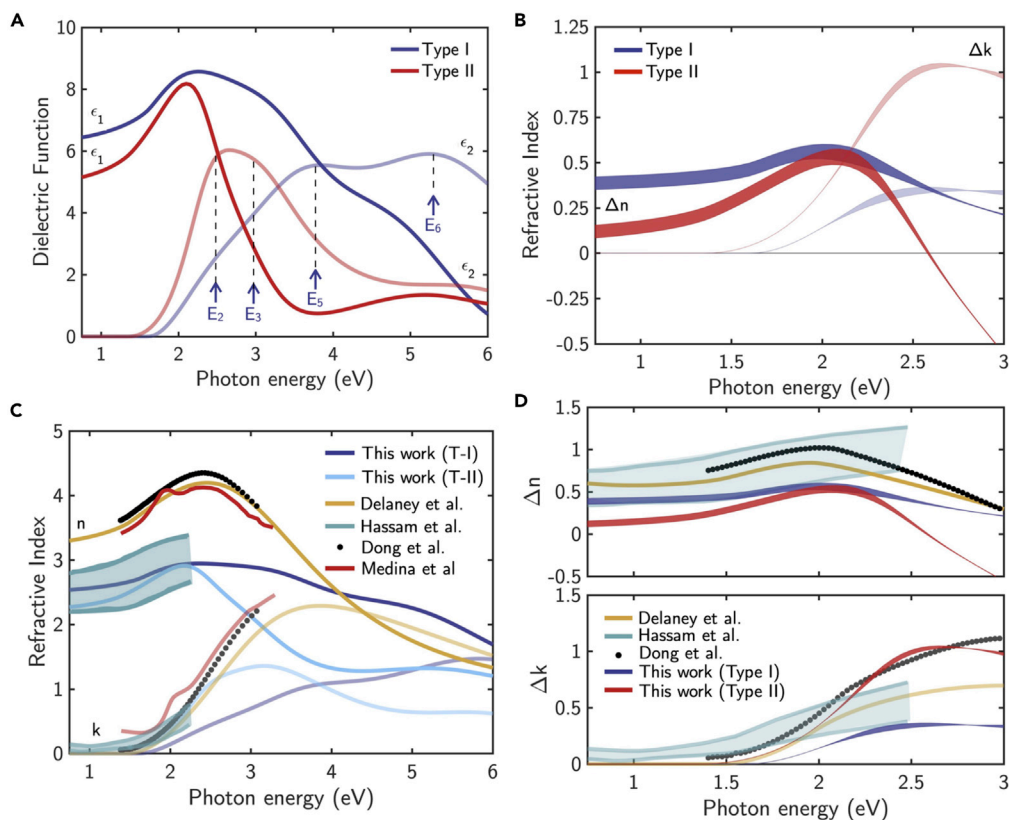 A
10
8
6
4
2
0
Dielectric Function
ϵ1
ϵ1
Type I
Type II
ϵ2
ϵ2
E2
E3
E5
E6
1 2 3 4 5 6
Photon energy (eV)
B
1.25
1
0.75
0.5
0.25
0
-0.25
-0.5
Refractive Index
Type I
Type II
Δk
Δn
1 1.5 2 2.5 3
Photon energy (eV)
C
5
4
3
2
1
0
Refractive Index
n
k
This work (T-I)
This work (T-II)
Delaney et al.
Hassam et al.
Dong et al.
Medina et al
1 2 3 4 5 6
Photon energy (eV)
D
1.5
1
0.5
0
-0.5
Δn
1
1.5
1
0.5
0
Δk
Delaney et al.
Hassam et al.
Dong et al.
This work (Type I)
This work (Type II)
1 1.5 2 2.5 3
Photon energy (eV)